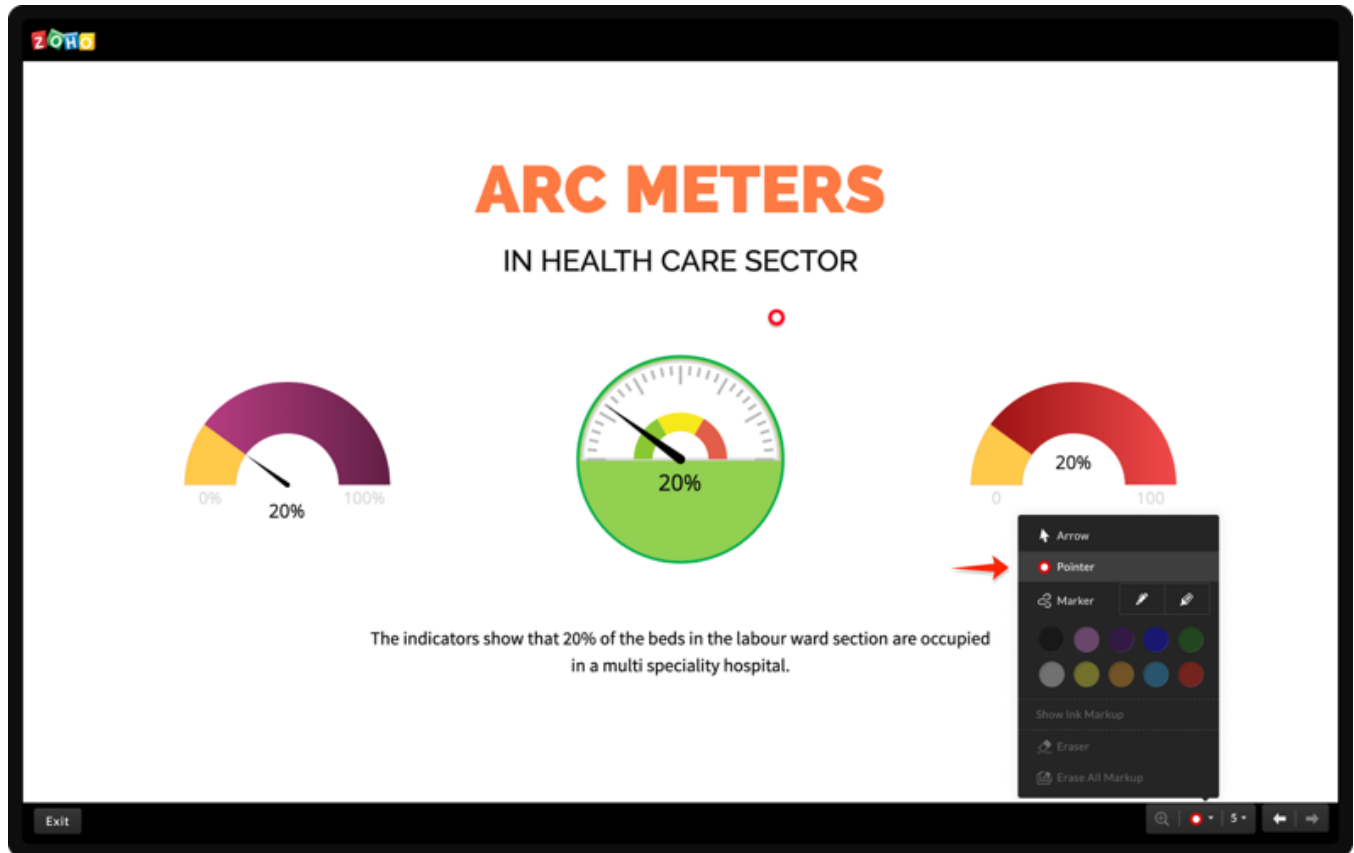 ZOHO
ARC METERS
IN HEALTH CARE SECTOR
0%
20%
100%
20%
20%
0
100
The indicators show that 20% of the beds in the labour ward section are occupied
in a multi speciality hospital.
Arrow
Pointer
Marker
Show Ink Markup
Eraser
Erase All Markup
Exit
5